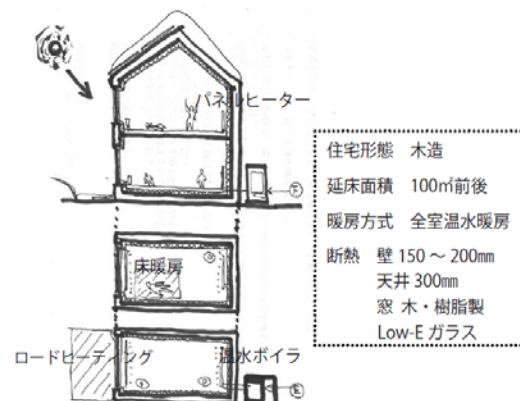 パネルヒーター
住宅形態 木造
延床面積 100㎡前後
暖房方式 全室温水暖房
断熱 壁 150 ~ 200㎜
天井 300㎜
窓 木・樹脂製
Low-E ガラス
床暖房
ロードヒーティング
温水ボイラ
① ②